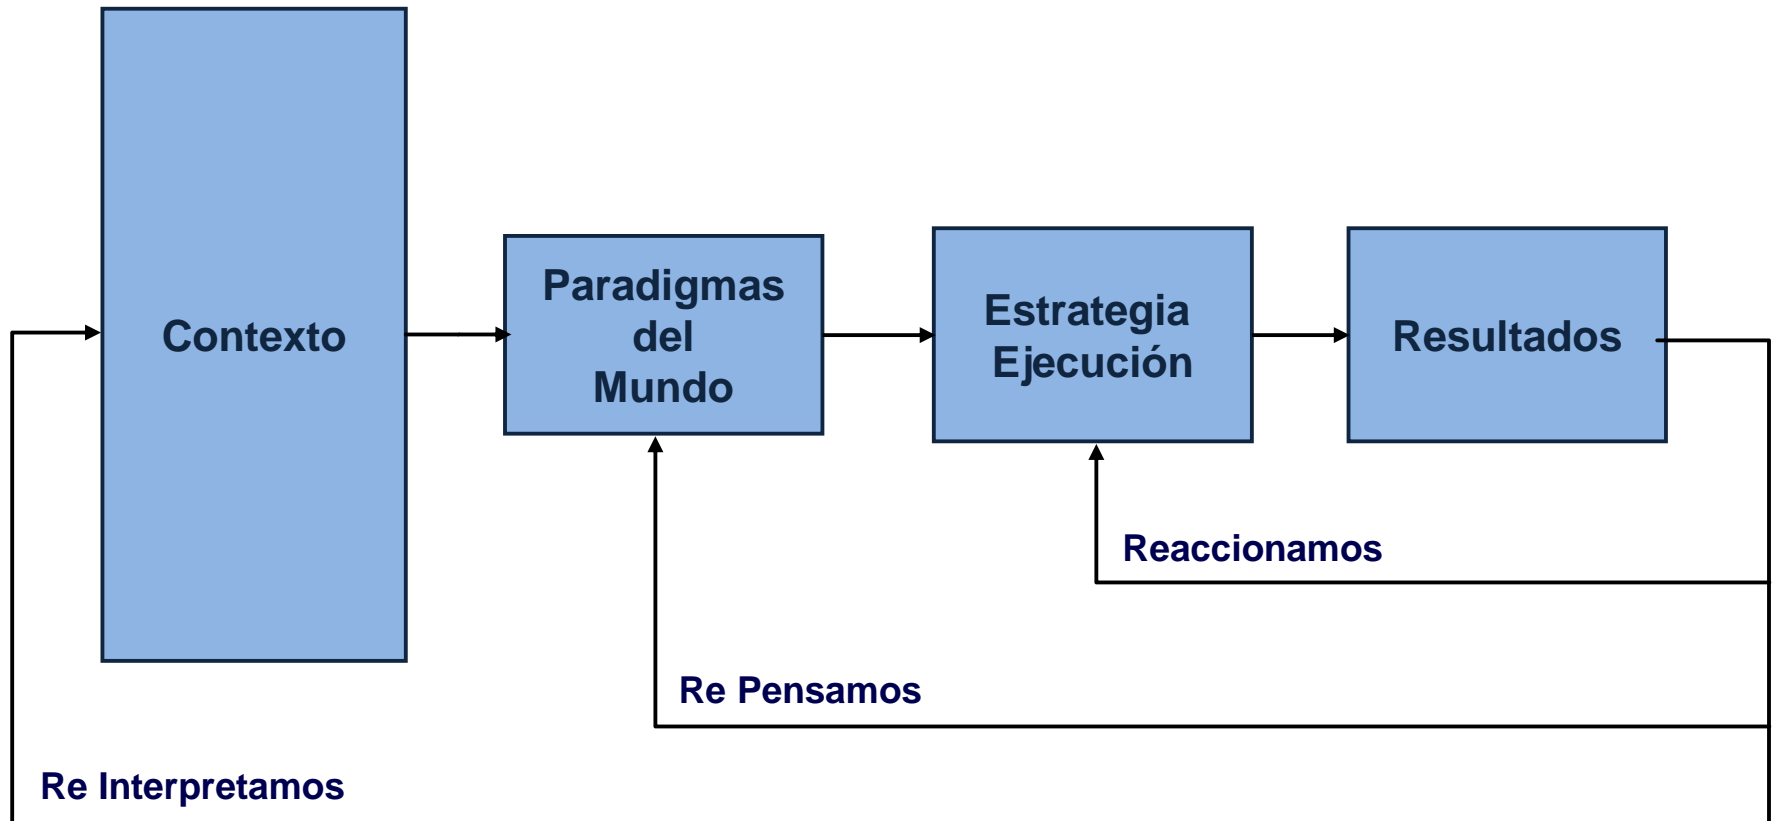 Contexto
Paradigmas
del
Mundo
Estrategia
Ejecución
Resultados
Reaccionamos
Re Pensamos
Re Interpretamos